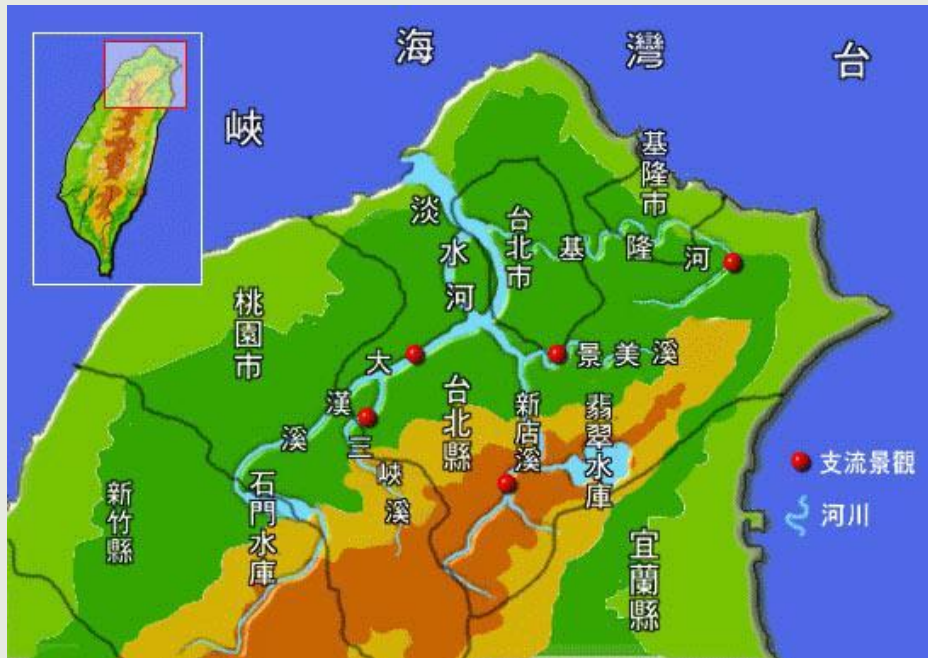 台灣海峽
基隆市
淡水河
台北市
基隆河
桃園市
大漢溪
景美溪
台北縣
新店溪
翡翠水庫
三峽溪
石門水庫
新竹縣
宜蘭縣
支流景觀
河川